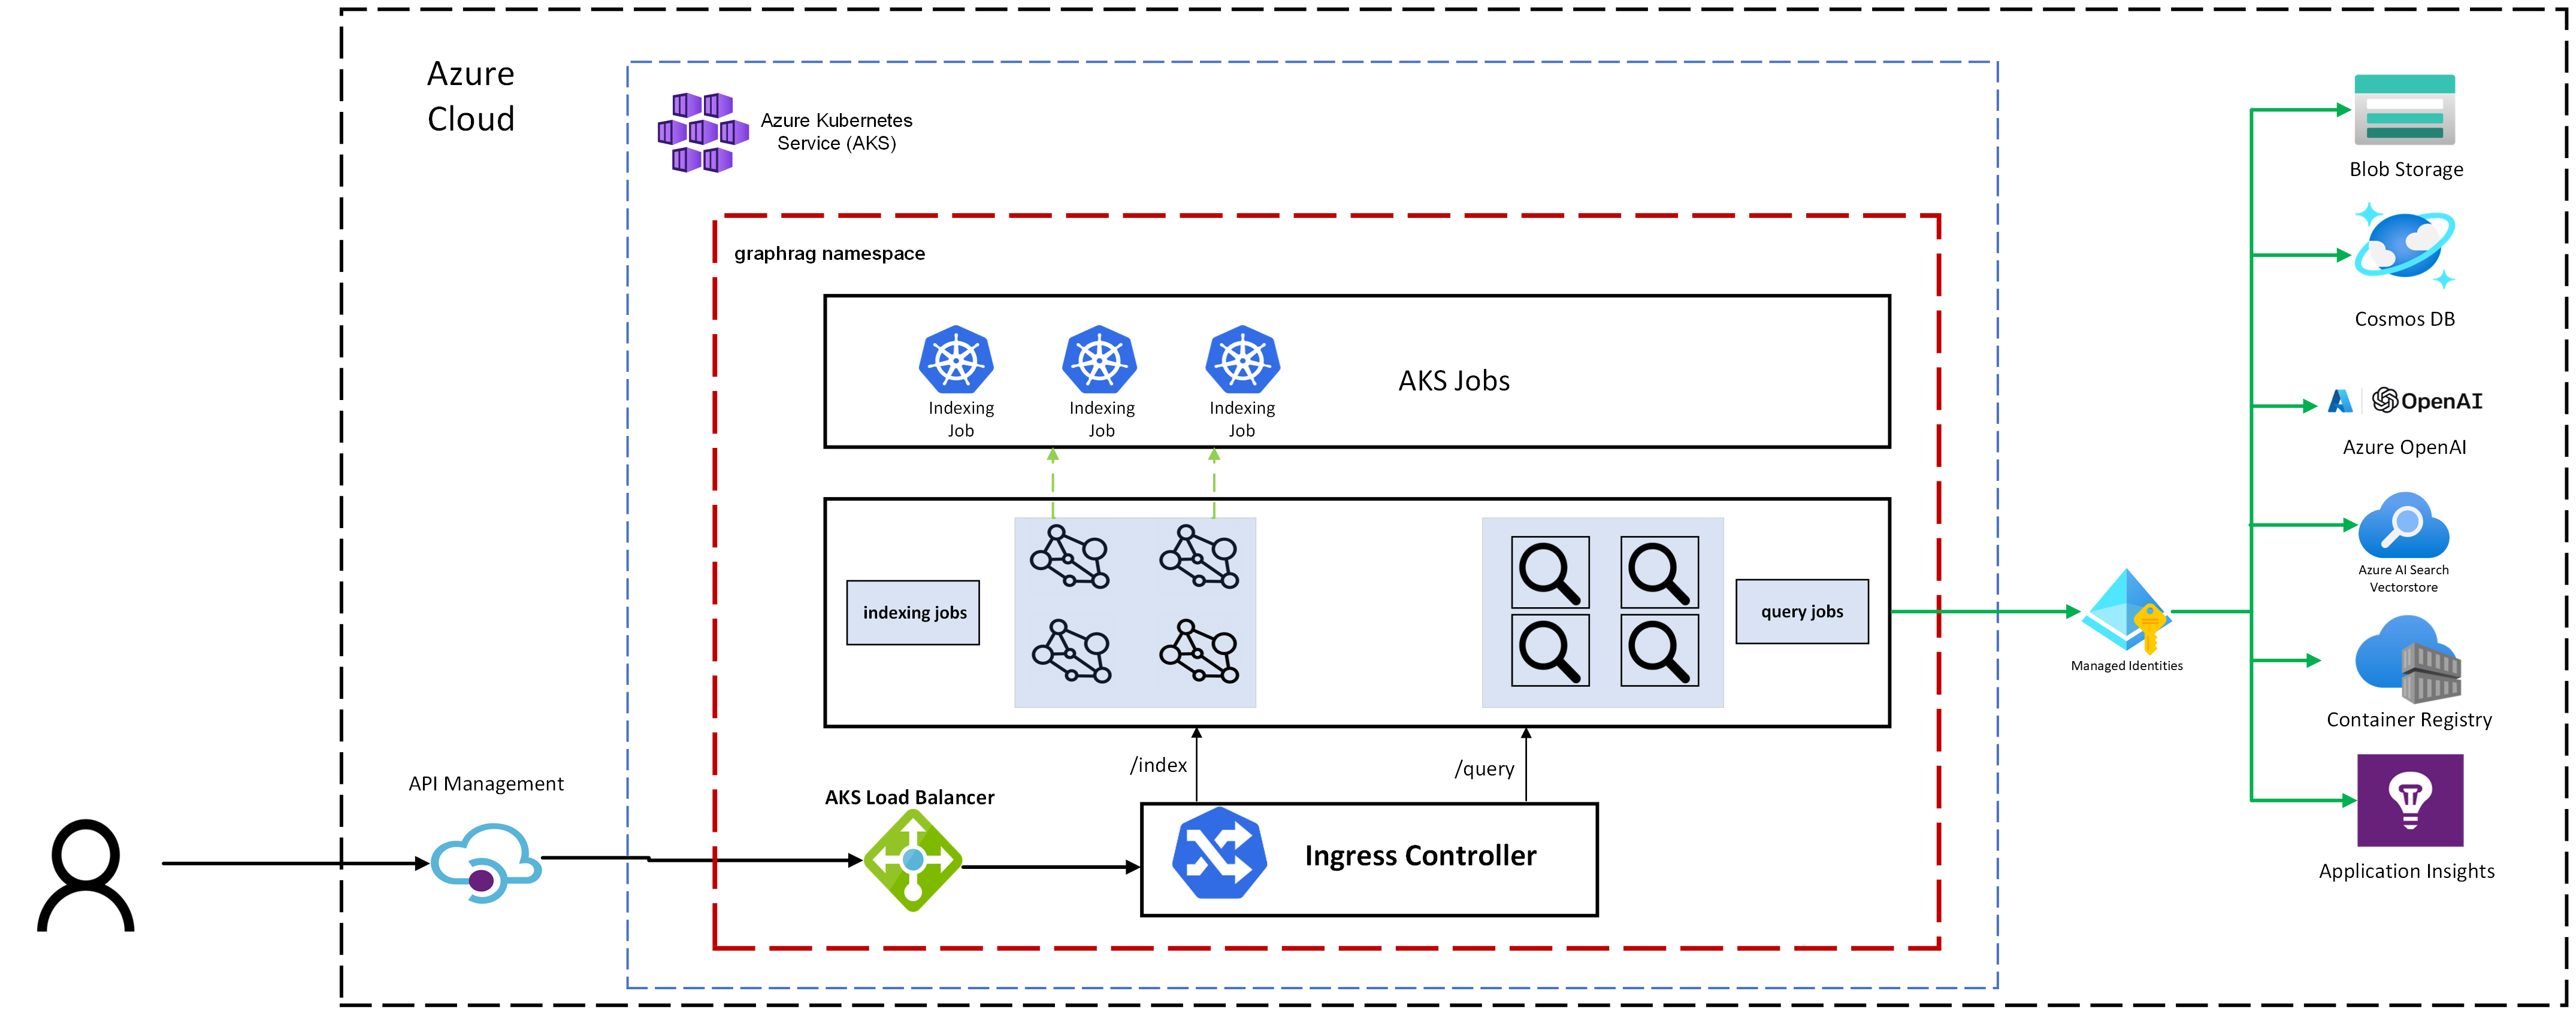 Azure
Cloud
Azure Kubernetes
Service (AKS)
graphrag namespace
Indexing
Job
Indexing
Job
Indexing
Job
AKS Jobs
indexing jobs
query jobs
/index
/query
API Management
AKS Load Balancer
Ingress Controller
Managed Identities
Blob Storage
Cosmos DB
OpenAI
Azure OpenAI
Azure AI Search
Vectorstore
Container Registry
Application Insights